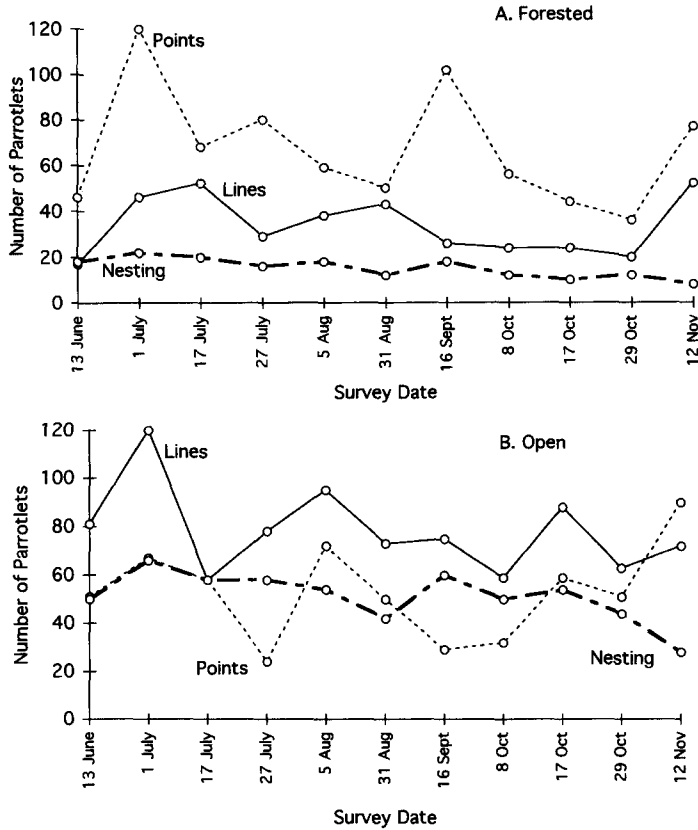 A. Forested
Number of Parrotlets
120
100
80
60
40
20
0
Points
Lines
Nesting
13 June
1 July
17 July
27 July
5 Aug
31 Aug
16 Sept
8 Oct
17 Oct
29 Oct
12 Nov
Survey Date
B. Open
Number of Parrotlets
120
100
80
60
40
20
0
Lines
Points
Nesting
13 June
1 July
17 July
27 July
5 Aug
31 Aug
16 Sept
8 Oct
17 Oct
29 Oct
12 Nov
Survey Date